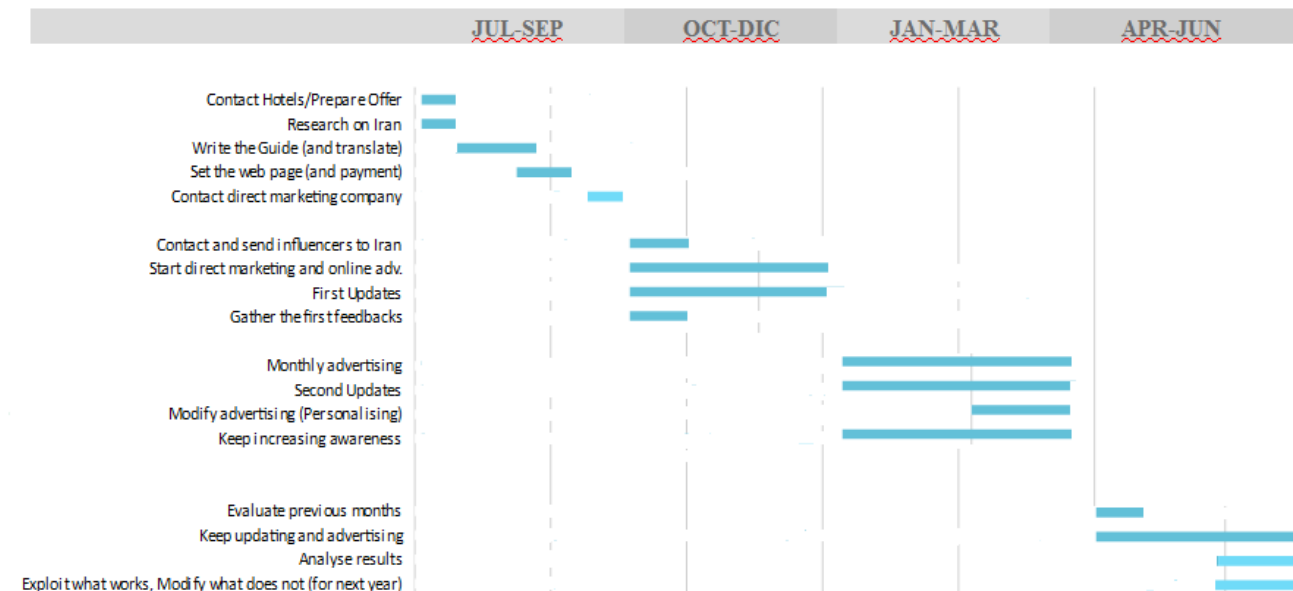 JUL-SEP OCT-DIC JAN-MAR APR-JUN
Contact Hotels/Prepare Offer
Research on Iran
Write the Guide (and translate)
Set the web page (and payment)
Contact direct marketing company
Contact and send influencers to Iran
Start direct marketing and online adv.
First Updates
Gather the first feedbacks
Monthly advertising
Second Updates
Modify advertising (Personalising)
Keep increasing awareness
Evaluate previous months
Keep updating and advertising
Analyse results
Exploit what works, Modify what does not (for next year)